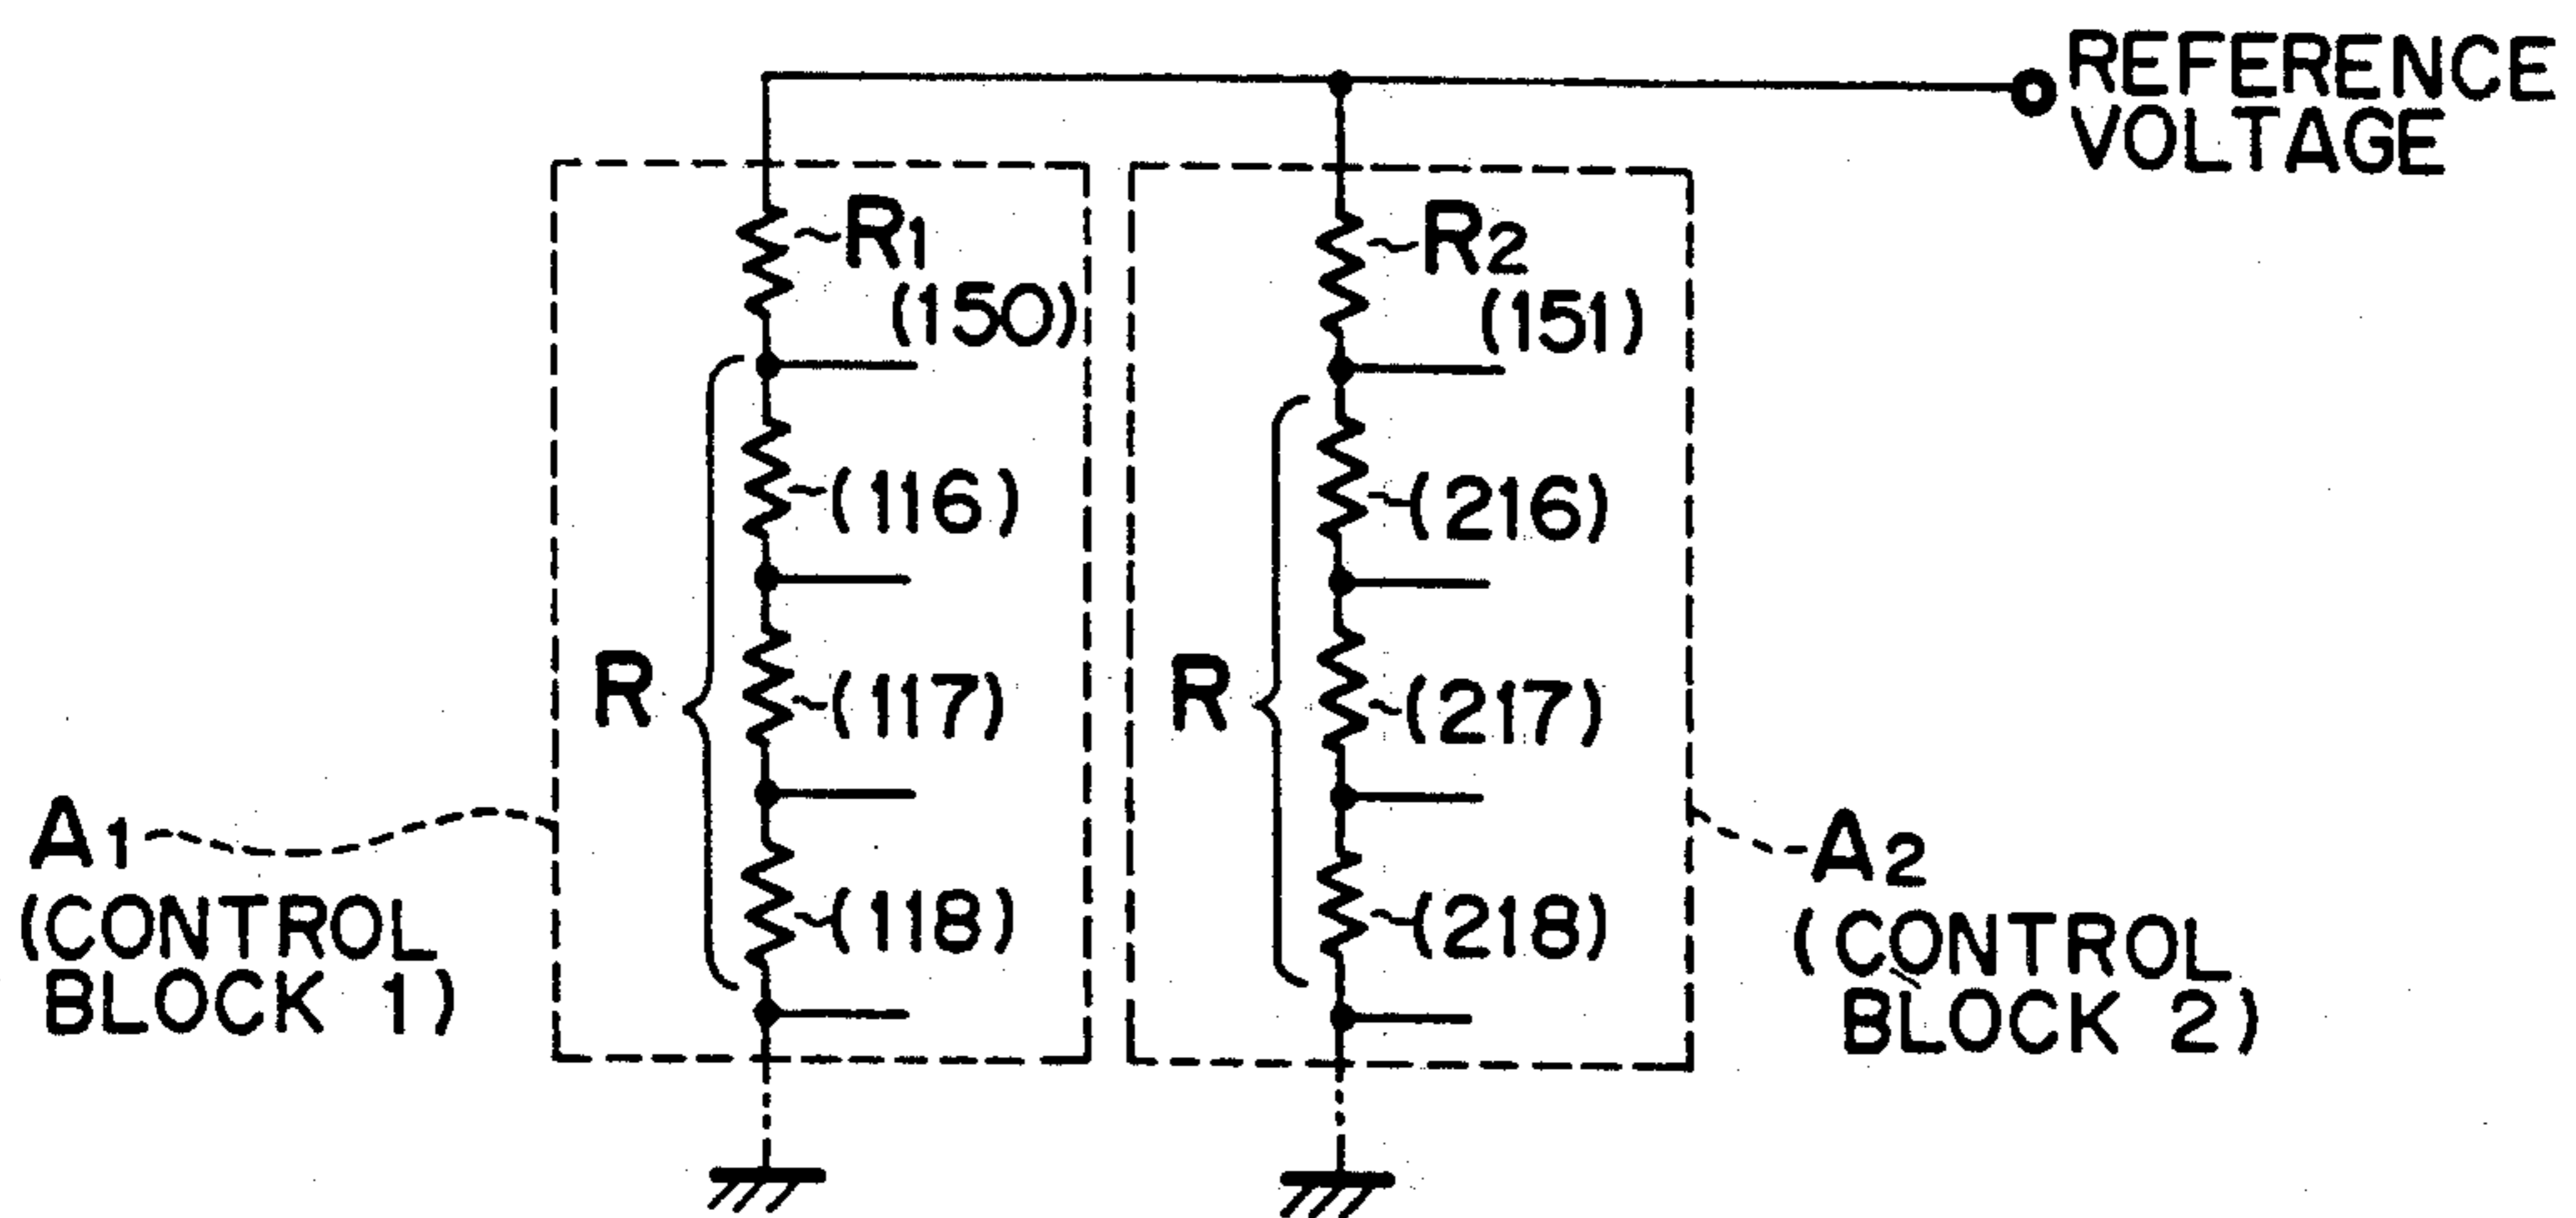 REFERENCE
VOLTAGE
R1
(150)
R2
(151)
(116)
(216)
R
(117)
R
(217)
A1
(CONTROL
BLOCK 1)
(118)
(218)
A2
(CONTROL
BLOCK 2)